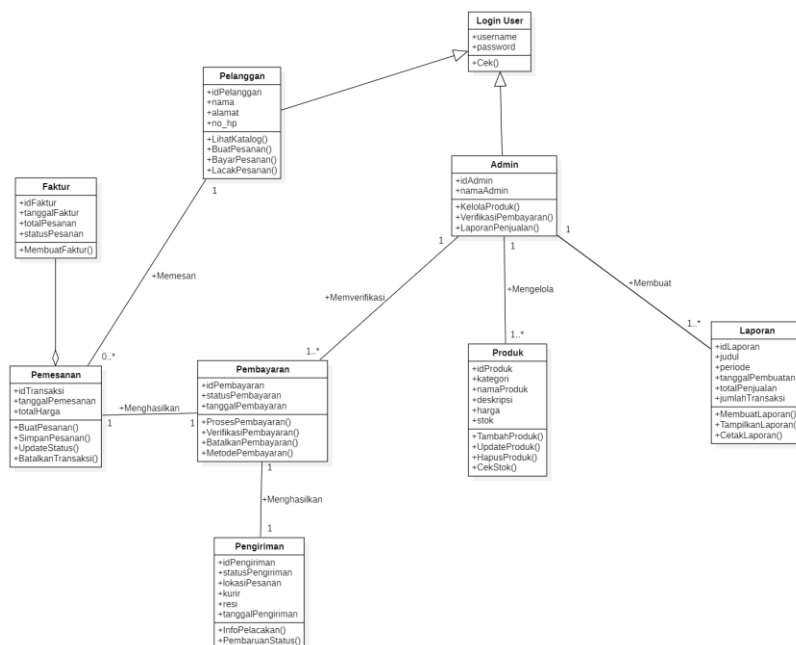 Login User
+username
+password
+Cek()
Pelanggan
+idPelanggan
+nama
+alamat
+no_hp
+LihatKatalog()
+BuatPesanan()
+BayarPesanan()
+LacakPesanan()
1
Admin
+idAdmin
+namaAdmin
+KelolaProduk()
+VerifikasiPembayaran()
+LaporanPenjualan()
1
1
1
Faktur
+idFaktur
+tanggalFaktur
+totalPesanan
+statusPesanan
+MembuatFaktur()
+Memesan
+Memverifikasi
+Mengelola
+Membuat
0..*
1..*
1..*
1..*
Pemesanan
+idTransaksi
+tanggalPemesanan
+totalHarga
+BuatPesanan()
+SimpanPesanan()
+UpdateStatus()
+BatalkanTransaksi()
+Menghasilkan
1
1
Pembayaran
+idPembayaran
+statusPembayaran
+tanggalPembayaran
+ProsesPembayaran()
+VerifikasiPembayaran()
+BatalkanPembayaran()
+MetodePembayaran()
1
+Menghasilkan
1
Produk
+idProduk
+kategori
+namaProduk
+deskripsi
+harga
+stok
+TambahProduk()
+UpdateProduk()
+HapusProduk()
+CekStok()
Laporan
+idLaporan
+judul
+periode
+tanggalPembuatan
+totalPenjualan
+jumlahTransaksi
+MembuatLaporan()
+TampilkanLaporan()
+CetakLaporan()
Pengiriman
+idPengiriman
+statusPengiriman
+lokasiPesanan
+kurir
+resi
+tanggalPengiriman
+InfoPelacakan()
+PembaruanStatus()